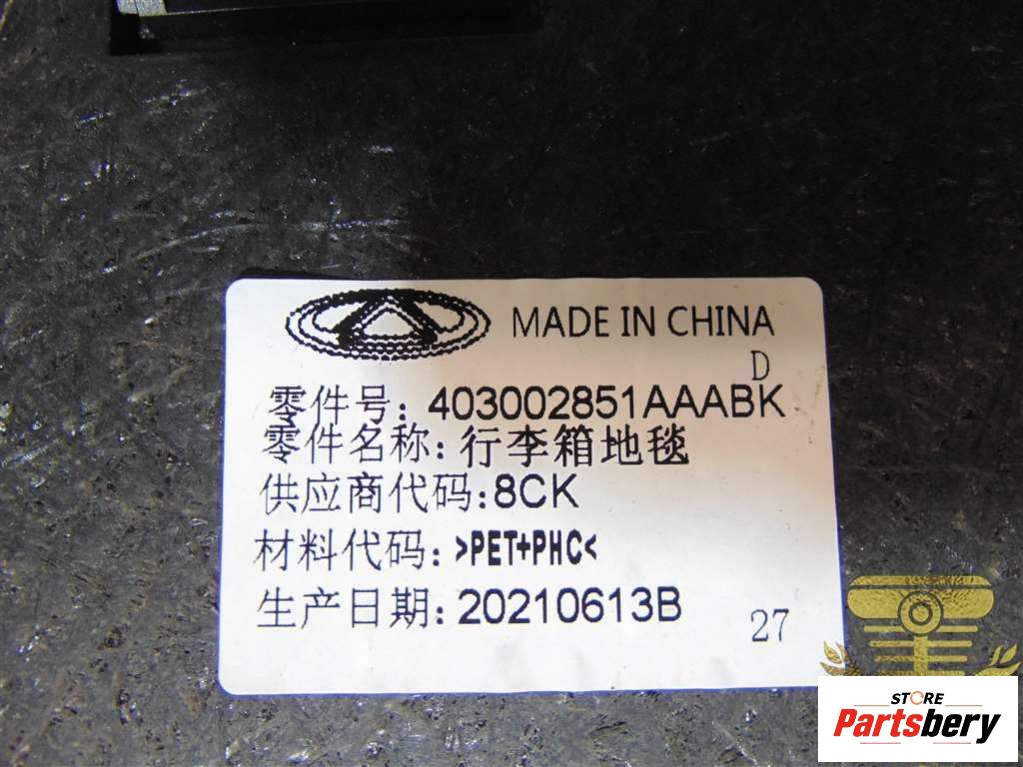 MADE IN CHINA
D
零件号: 403002851AAABK
零件名称: 行李箱地毯
供应商代码: 8CK
材料代码: >PET+PHC<
生产日期: 20210613B
27
STORE
Partsbery